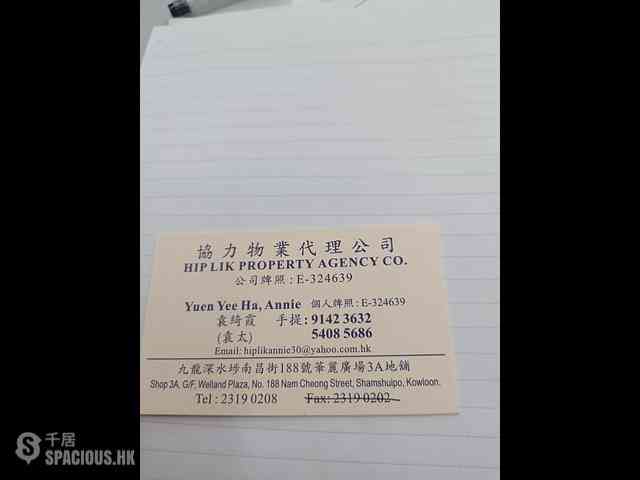 協力物業代理公司
HIP LIK PROPERTY AGENCY CO.
公司牌照：E-324639
Yuen Yee Ha, Annie 個人牌照：E-324639
袁綺霞 手提：9142 3632
(袁太) 5408 5686
Email: hiplikannie30@yahoo.com.hk
九龍深水埗南昌街188號華麗廣場3A地舖
Shop 3A, G/F, Weiland Plaza, No. 188 Nam Cheong Street, Shamshuipo, Kowloon.
Tel : 2319 0208 Fax: 2319 0202
千居
SPACIOUS.HK